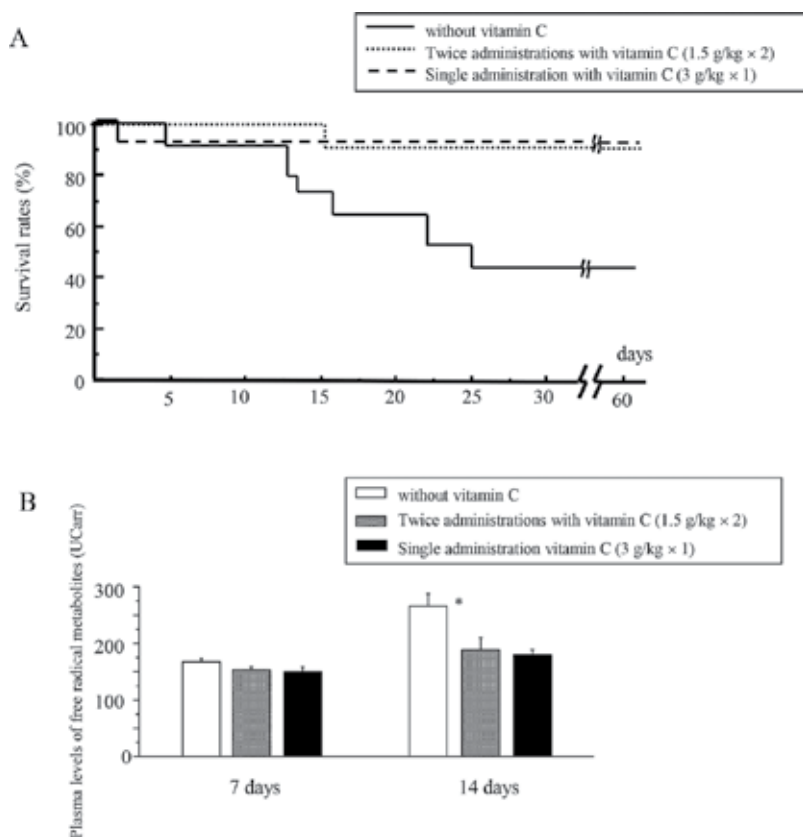 A
without vitamin C
Twice administrations with vitamin C (1.5 g/kg × 2)
Single administration with vitamin C (3 g/kg × 1)
Survival rates (%)
100
80
60
40
20
0
days
5
10
15
20
25
30
60
B
without vitamin C
Twice administrations with vitamin C (1.5 g/kg × 2)
Single administration vitamin C (3 g/kg × 1)
Plasma levels of free radical metabolites (UCarr)
300
200
100
0
*
7 days
14 days